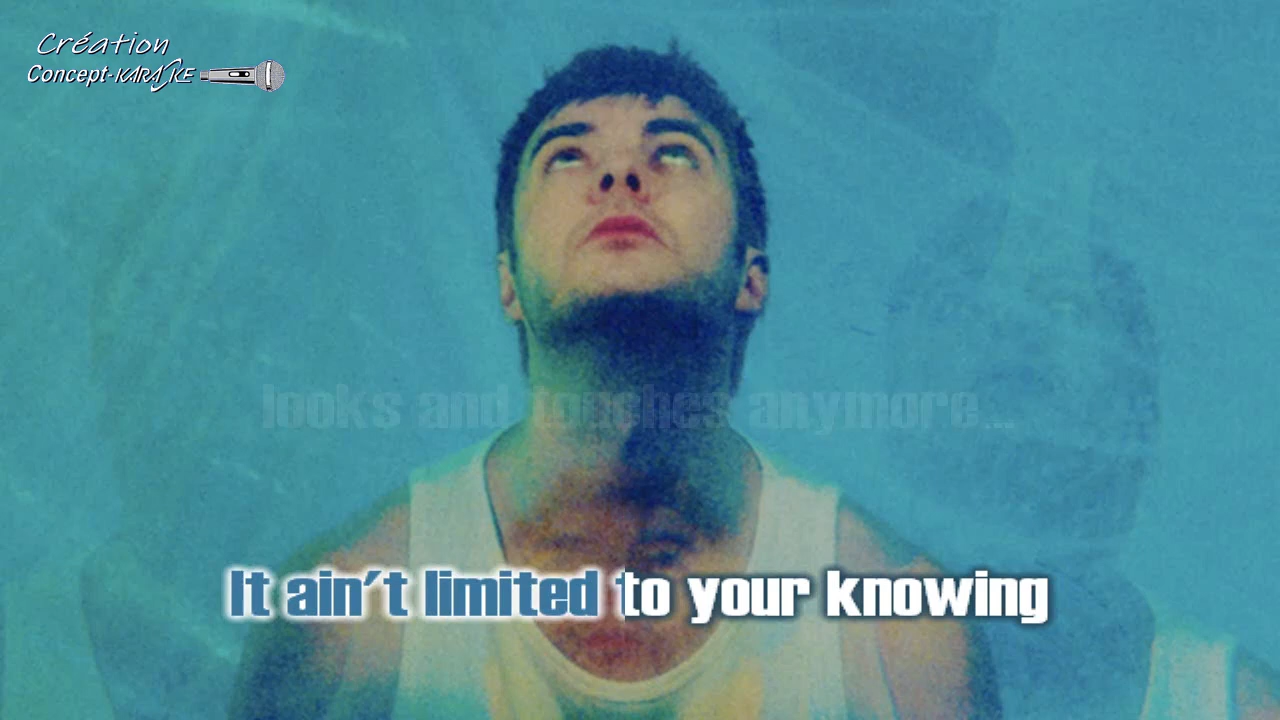 Création
Concept-KARAOKE
looks and touches anymore...
It ain't limited to your knowing